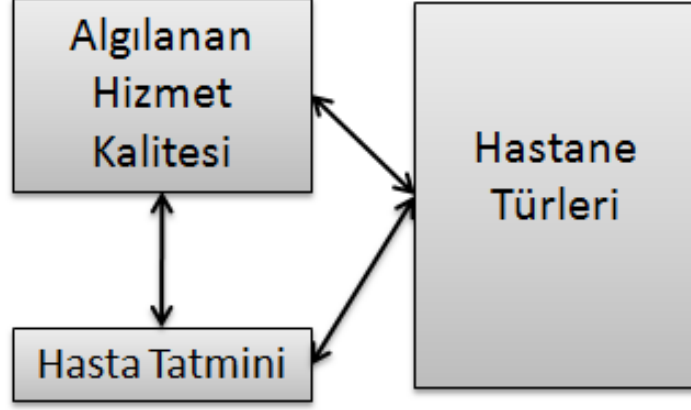 Algılanan
Hizmet
Kalitesi
Hastane
Türleri
Hasta Tatmini